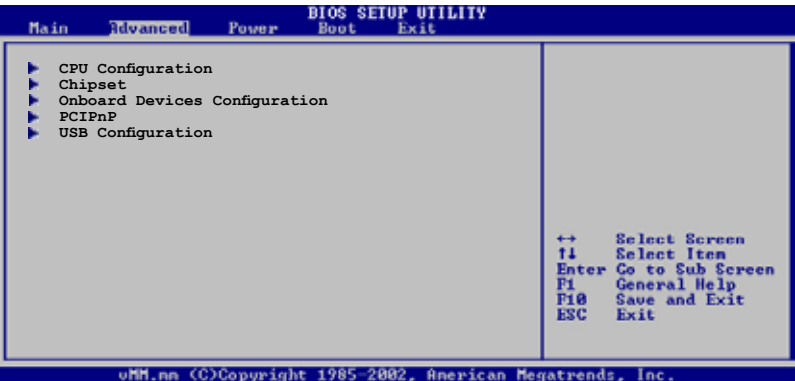 BIOS SETUP UTILITY
Main Advanced Power Boot Exit
CPU Configuration
Chipset
Onboard Devices Configuration
PCIPnP
USB Configuration
↔ Select Screen
↑↓ Select Item
Enter Go to Sub Screen
F1 General Help
F10 Save and Exit
ESC Exit
vMM.mm (C)Copyright 1985-2002, American Megatrends, Inc.